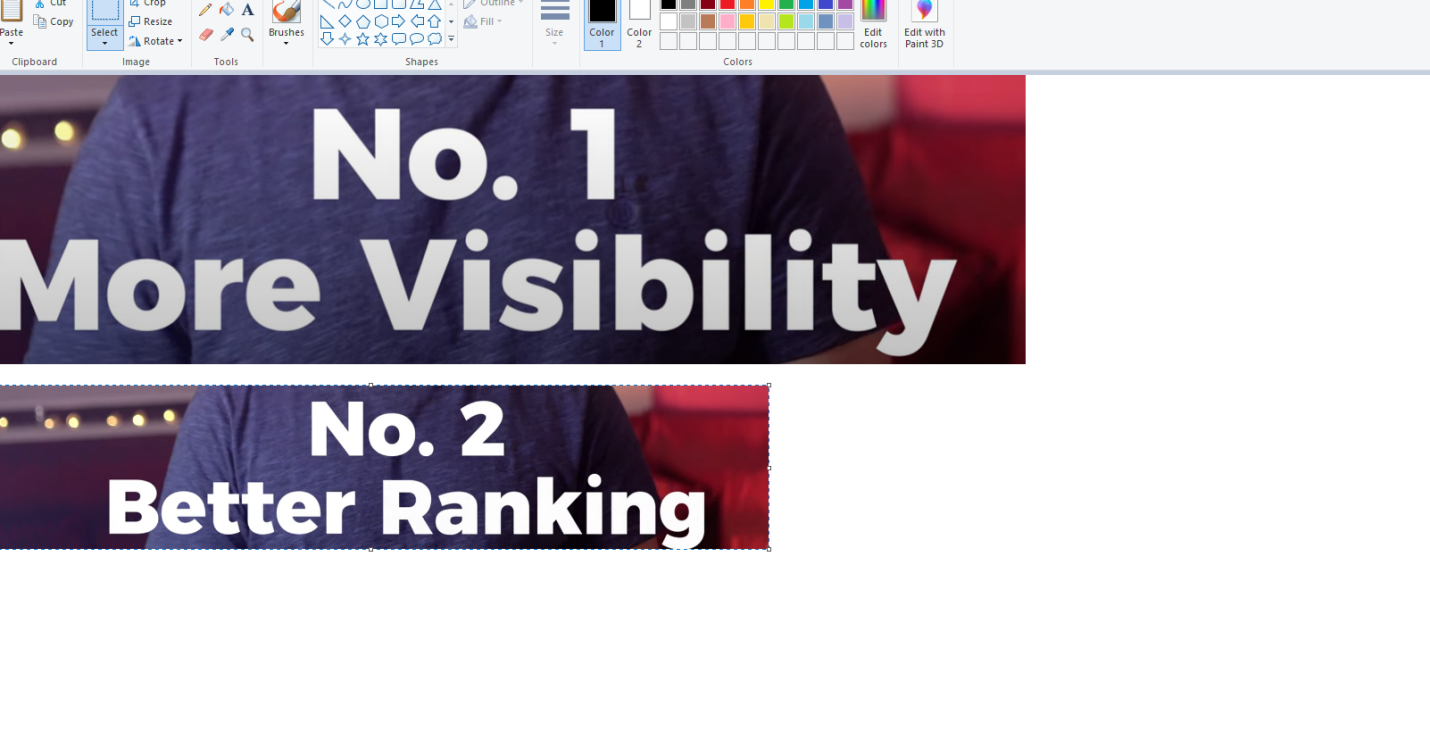 Cut
Crop
Outline
Paste
Copy
Select
Resize
Rotate
Brushes
Fill
Size
Color 1
Color 2
Edit colors
Edit with Paint 3D
Clipboard
Image
Tools
Shapes
Colors
No. 1
More Visibility
No. 2
Better Ranking